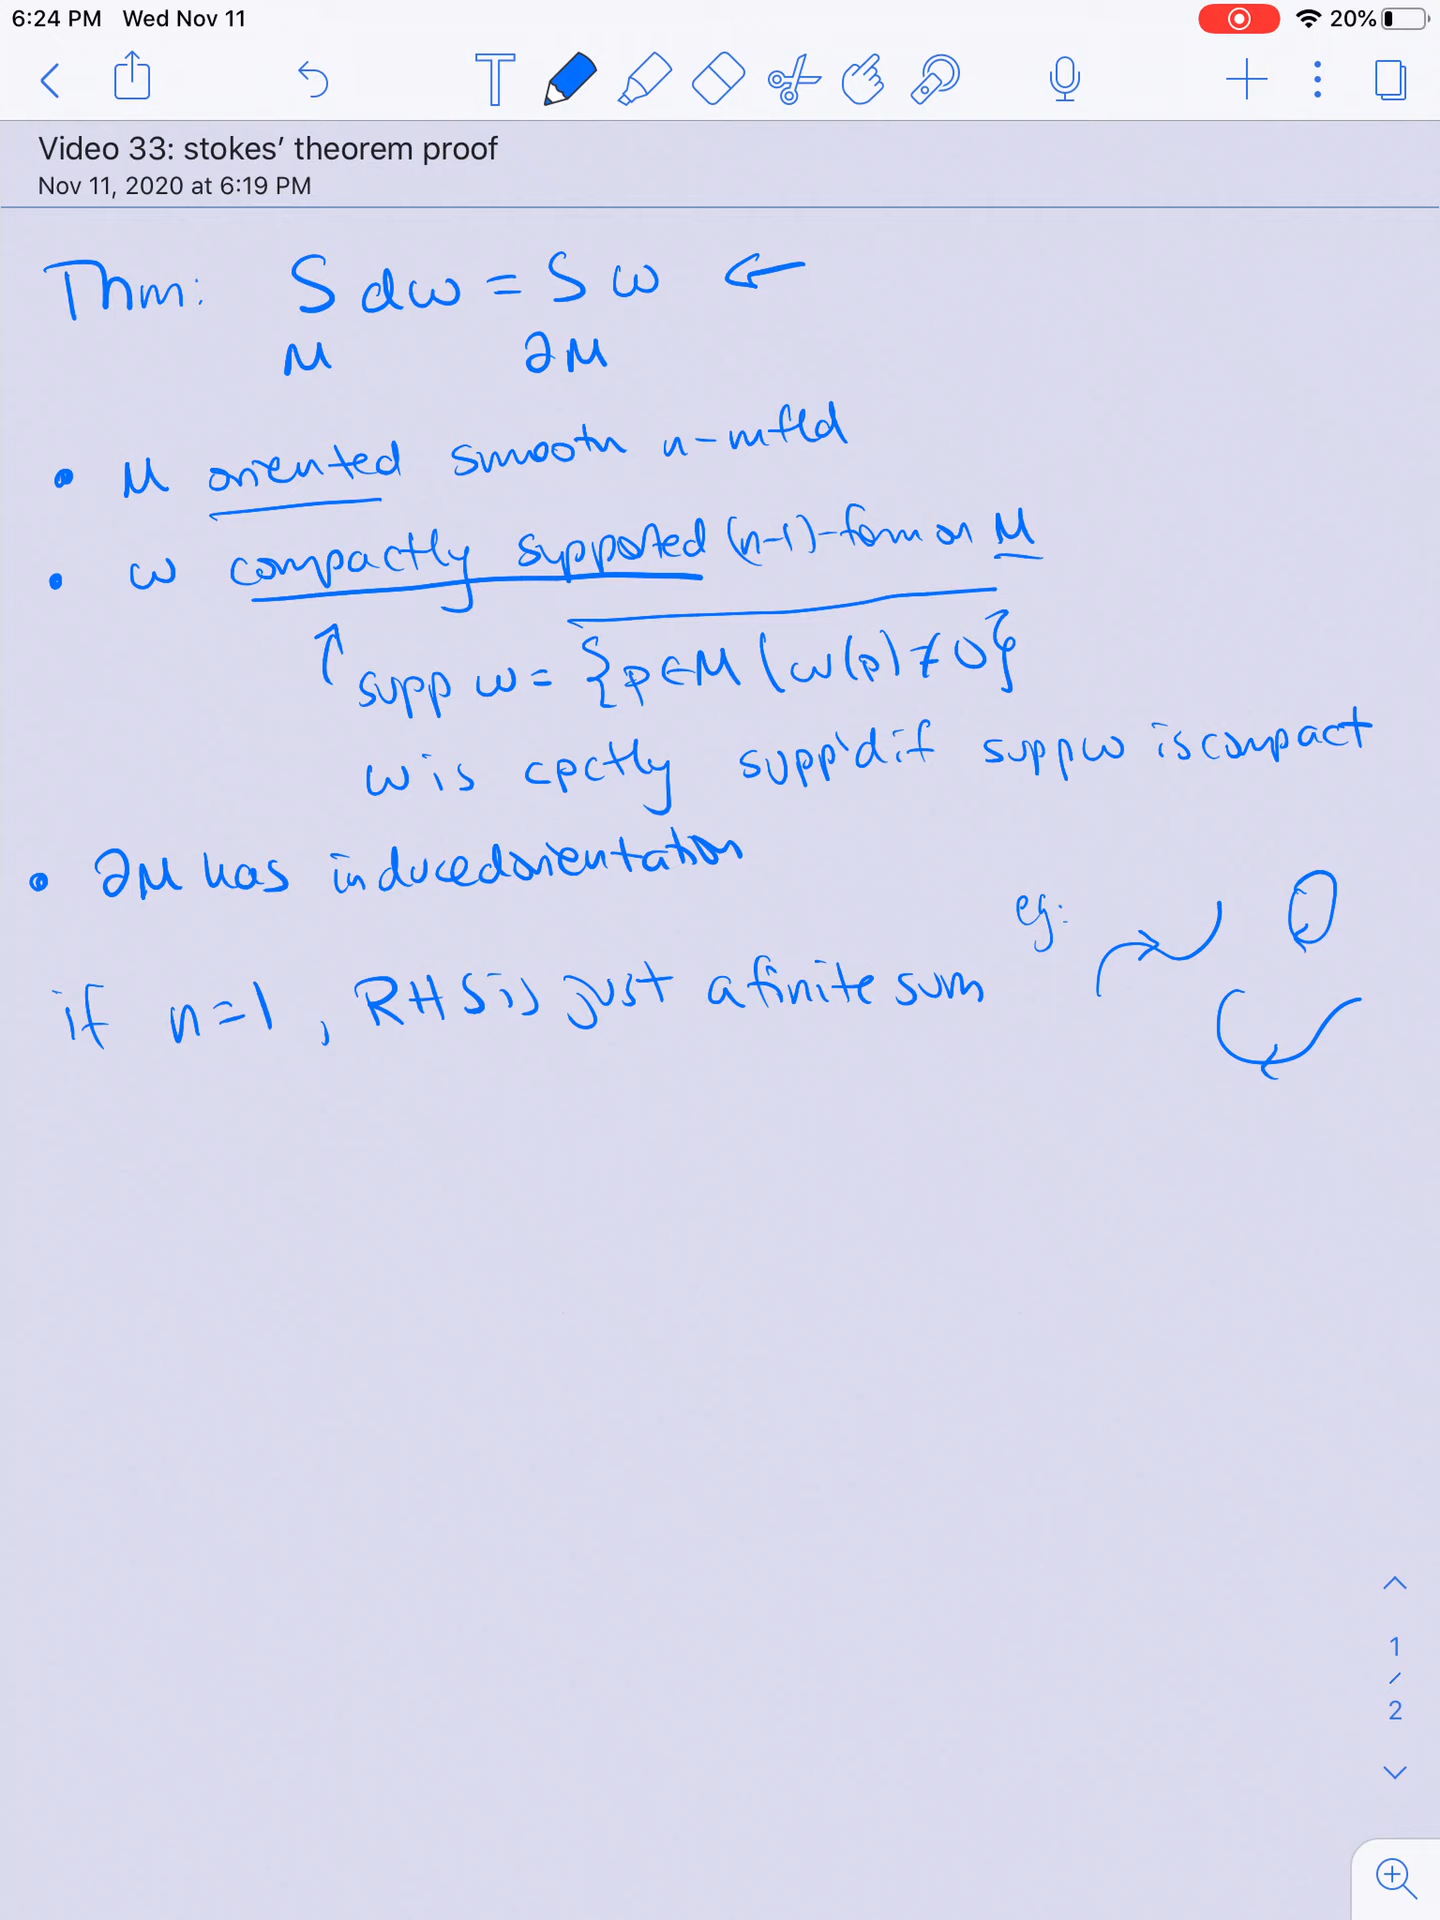 6:24 PM Wed Nov 11 20%
Video 33: stokes' theorem proof
Nov 11, 2020 at 6:19 PM
Thm: ∫ dω = ∫ ω ←
M ∂M
• M oriented smooth n-mfld
• ω compactly supported (n-1)-form on M
↑ supp ω = {p∈M | ω(p) ≠ 0}
ω is cpctly supp'd if supp ω is compact
• ∂M has induced orientation
eg:
if n=1, RHS is just a finite sum
1
/
2